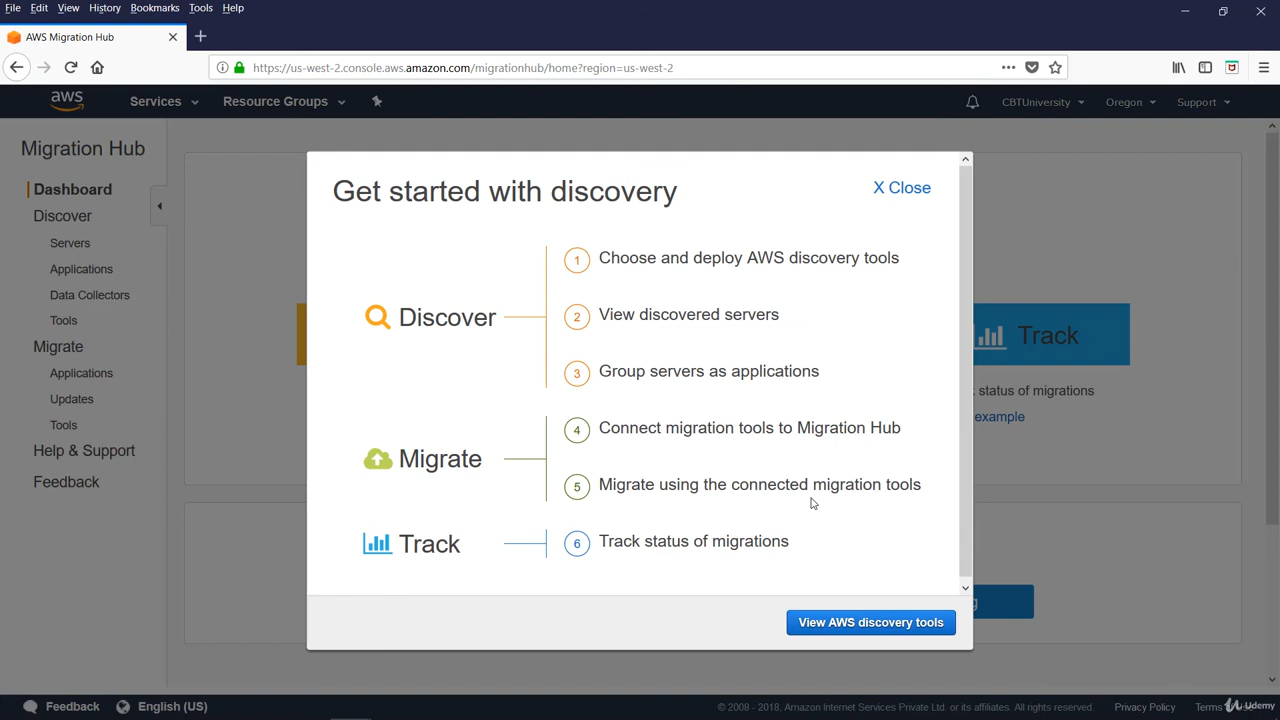 File Edit View History Bookmarks Tools Help
AWS Migration Hub
https://us-west-2.console.aws.amazon.com/migrationhub/home?region=us-west-2
aws Services Resource Groups CBTUniversity Oregon Support
Migration Hub
Dashboard
Discover
Servers
Applications
Data Collectors
Tools
Migrate
Applications
Updates
Tools
Help & Support
Feedback
Get started with discovery
X Close
Discover
1 Choose and deploy AWS discovery tools
2 View discovered servers
3 Group servers as applications
Migrate
4 Connect migration tools to Migration Hub
5 Migrate using the connected migration tools
Track
6 Track status of migrations
View AWS discovery tools
Track
status of migrations
example
g
Feedback English (US) © 2008 - 2018, Amazon Internet Services Private Ltd. or its affiliates. All rights reserved. Privacy Policy Terms
Udemy